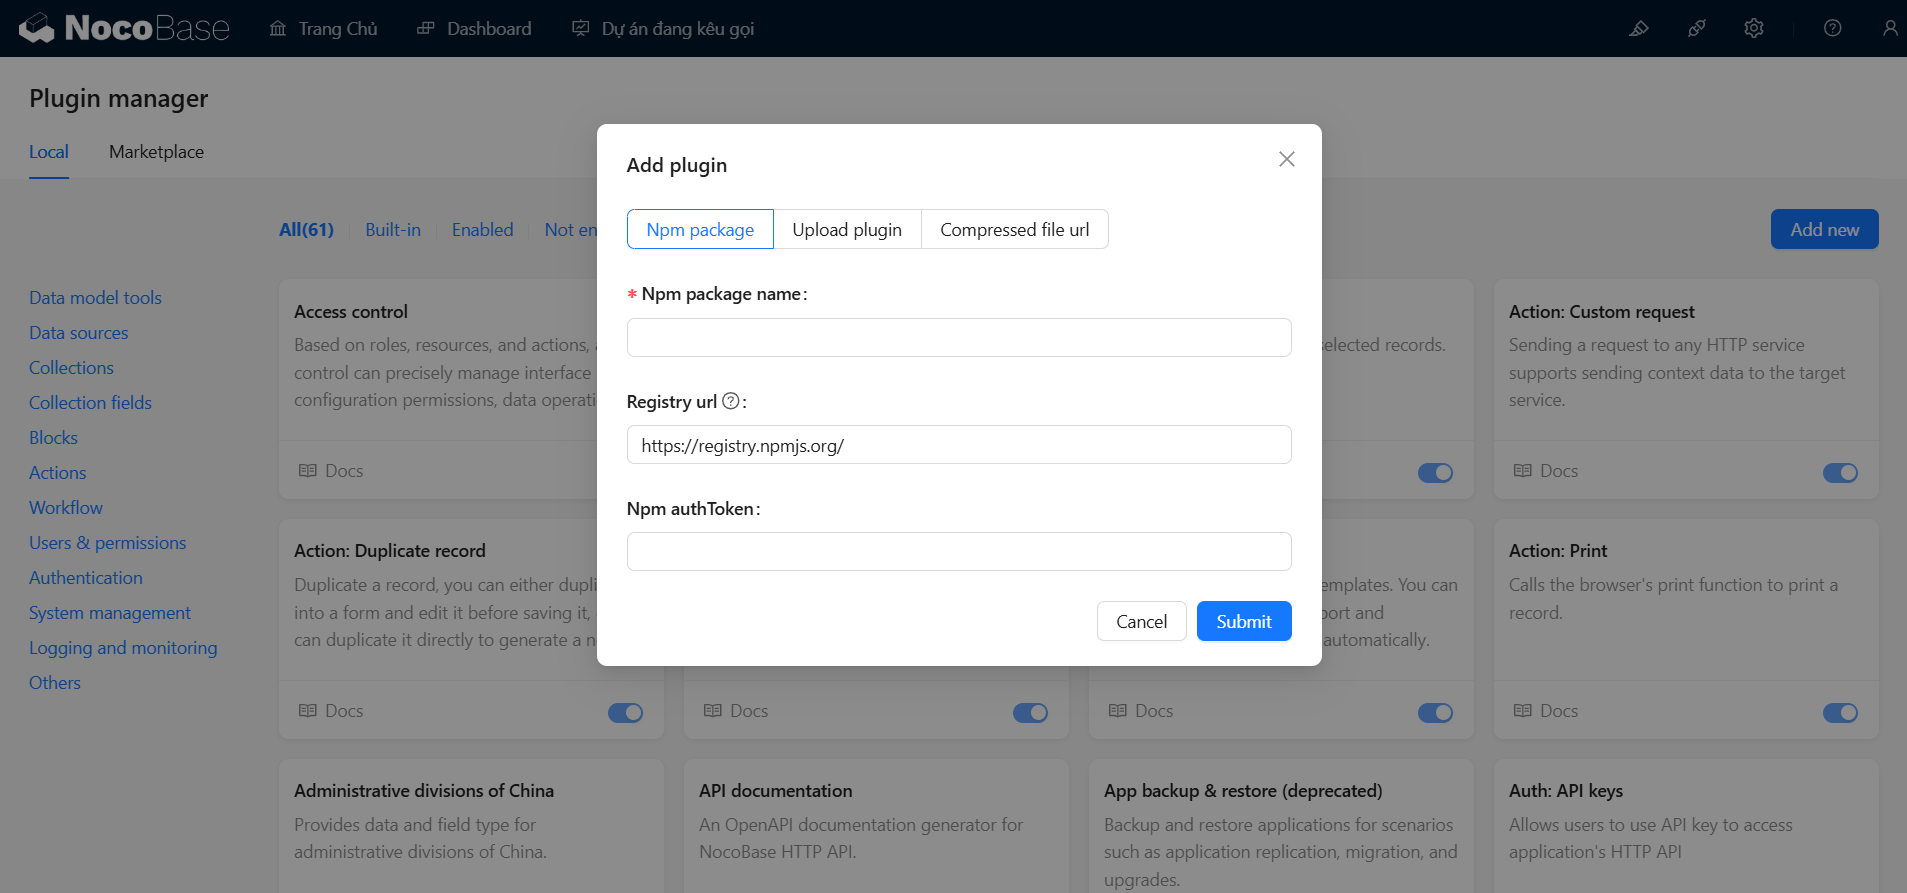 NocoBase
Trang Chủ
Dashboard
Dự án đang kêu gọi
Plugin manager
Local
Marketplace
All(61)
Built-in
Enabled
Not en
Add new
Data model tools
Data sources
Collections
Collection fields
Blocks
Actions
Workflow
Users & permissions
Authentication
System management
Logging and monitoring
Others
Add plugin
Npm package
Upload plugin
Compressed file url
* Npm package name:
Registry url ? :
https://registry.npmjs.org/
Npm authToken:
Cancel
Submit
Access control
Based on roles, resources, and actions,
control can precisely manage interface
configuration permissions, data operati
Docs
selected records.
Action: Custom request
Sending a request to any HTTP service
supports sending context data to the target
service.
Docs
Action: Duplicate record
Duplicate a record, you can either dupli
into a form and edit it before saving it,
can duplicate it directly to generate a n
Docs
Docs
emplates. You can
port and
automatically.
Docs
Action: Print
Calls the browser's print function to print a
record.
Docs
Administrative divisions of China
Provides data and field type for
administrative divisions of China.
API documentation
An OpenAPI documentation generator for
NocoBase HTTP API.
App backup & restore (deprecated)
Backup and restore applications for scenarios
such as application replication, migration, and
upgrades.
Auth: API keys
Allows users to use API key to access
application's HTTP API